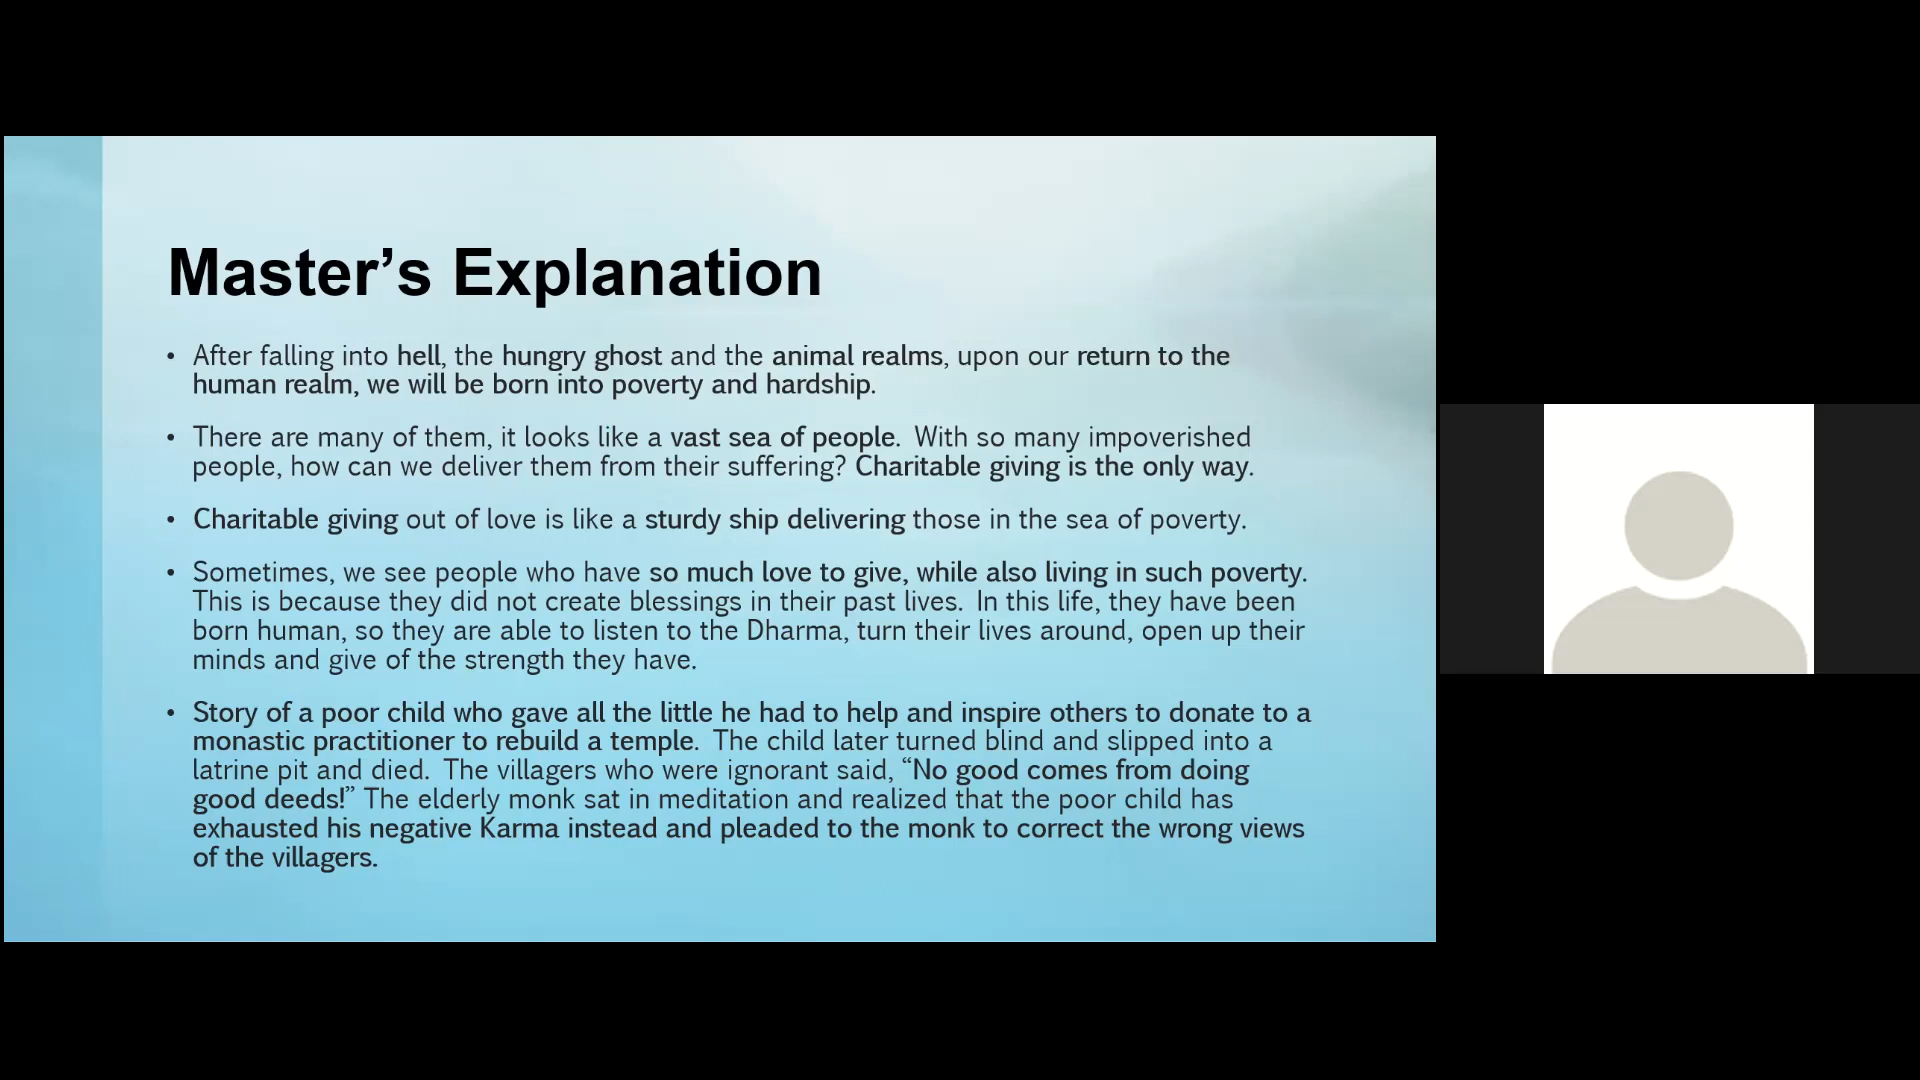 Master’s Explanation
• After falling into hell, the hungry ghost and the animal realms, upon our return to the
human realm, we will be born into poverty and hardship.
• There are many of them, it looks like a vast sea of people. With so many impoverished
people, how can we deliver them from their suffering? Charitable giving is the only way.
• Charitable giving out of love is like a sturdy ship delivering those in the sea of poverty.
• Sometimes, we see people who have so much love to give, while also living in such poverty.
This is because they did not create blessings in their past lives. In this life, they have been
born human, so they are able to listen to the Dharma, turn their lives around, open up their
minds and give of the strength they have.
• Story of a poor child who gave all the little he had to help and inspire others to donate to a
monastic practitioner to rebuild a temple. The child later turned blind and slipped into a
latrine pit and died. The villagers who were ignorant said, “No good comes from doing
good deeds!” The elderly monk sat in meditation and realized that the poor child has
exhausted his negative Karma instead and pleaded to the monk to correct the wrong views
of the villagers.